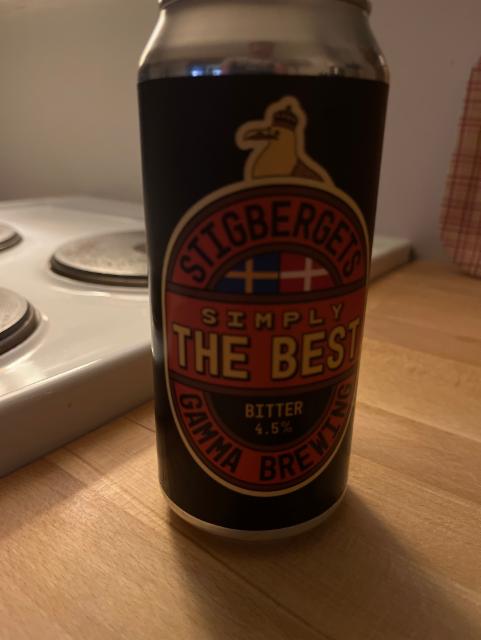 STIGBERGETS
SIMPLY
THE BEST
BITTER
4.5%
GAMMA BREWING